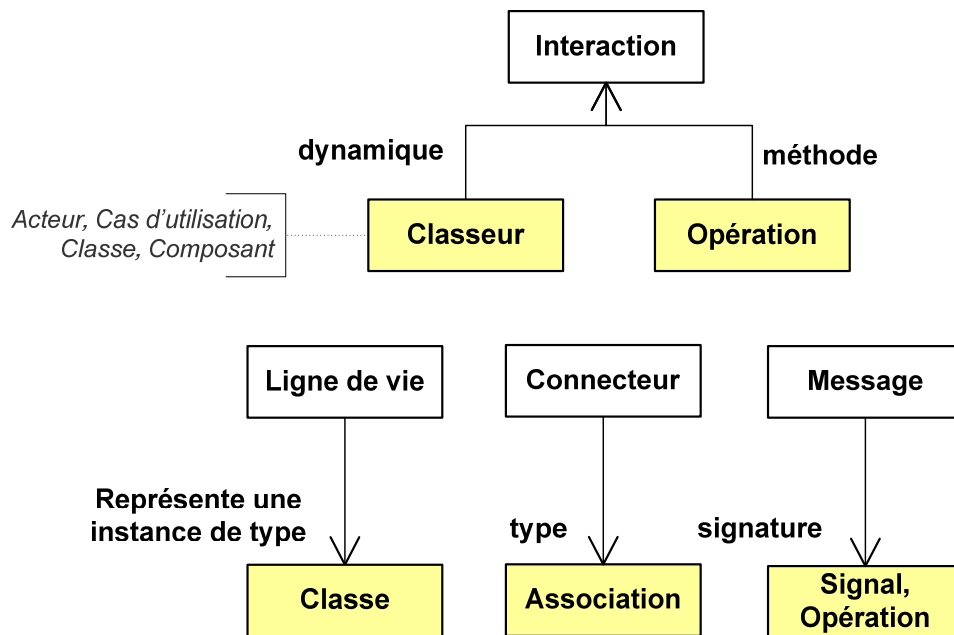 Interaction
dynamique
méthode
Acteur, Cas d'utilisation,
Classe, Composant
Classeur
Opération
Ligne de vie
Connecteur
Message
Représente une
instance de type
type
signature
Classe
Association
Signal,
Opération